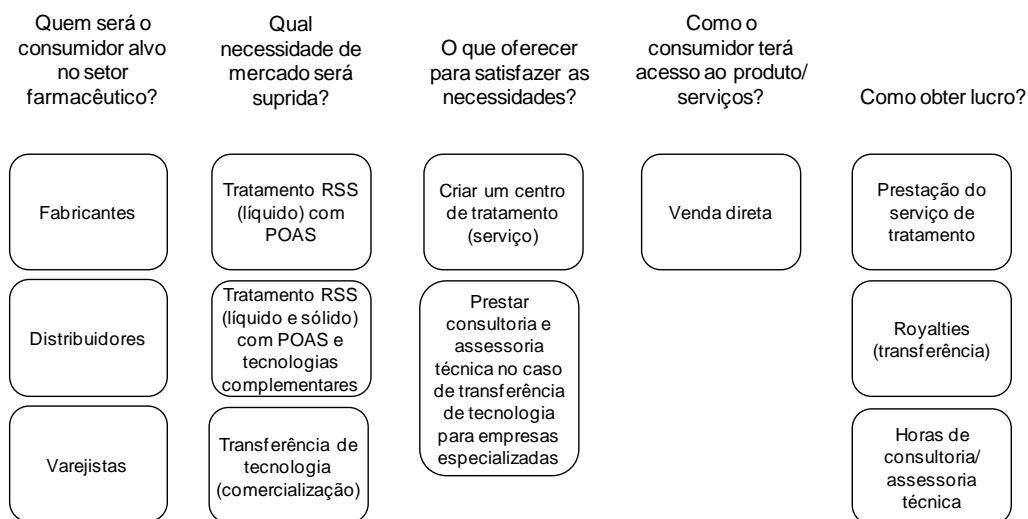 Quem será o
consumidor alvo
no setor
farmacêutico?
Qual
necessidade de
mercado será
suprida?
O que oferecer
para satisfazer as
necessidades?
Como o
consumidor terá
acesso ao produto/
serviços?
Como obter lucro?
Fabricantes
Tratamento RSS
(líquido) com
POAS
Criar um centro
de tratamento
(serviço)
Venda direta
Prestação do
serviço de
tratamento
Distribuidores
Tratamento RSS
(líquido e sólido)
com POAS e
tecnologias
complementares
Prestar
consultoria e
assessoria
técnica no caso
de transferência
de tecnologia
para empresas
especializadas
Royalties
(transferência)
Varejistas
Transferência de
tecnologia
(comercialização)
Horas de
consultoria/
assessoria
técnica